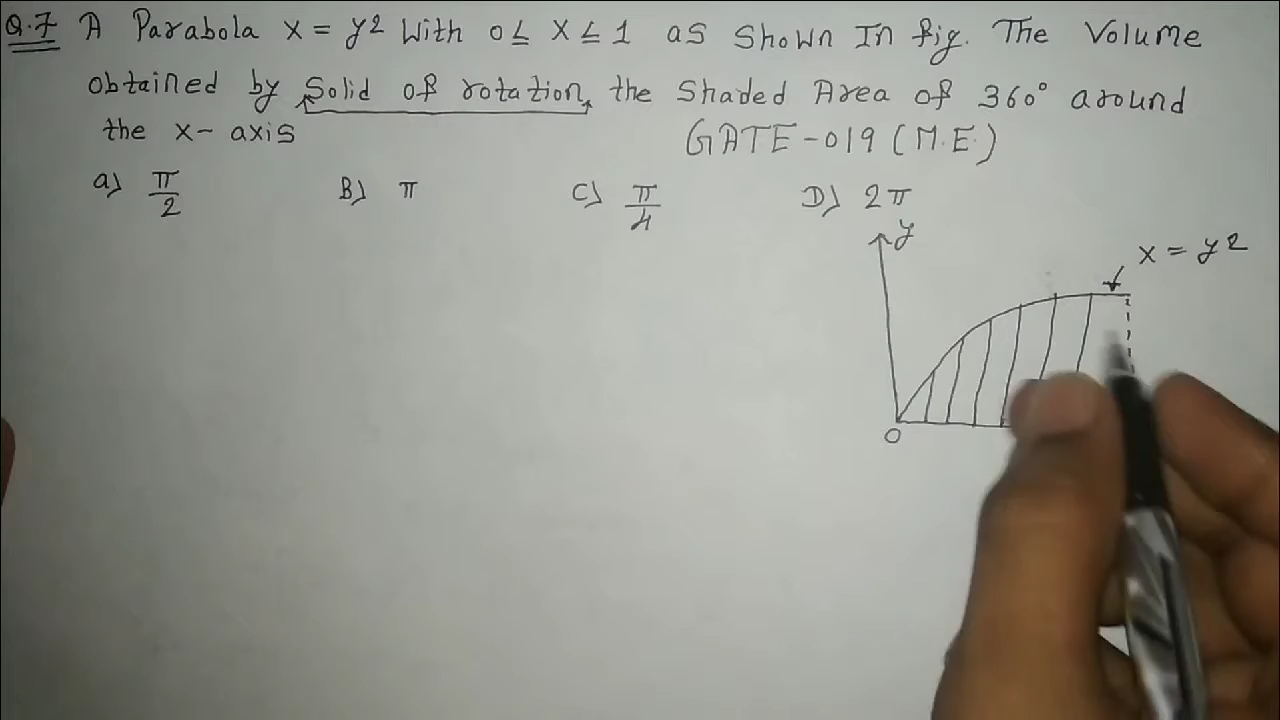 Q.7 A Parabola x = y2 With 0 ≤ x ≤ 1 as Shown In fig. The Volume
obtained by Solid of rotation, the Shaded Area of 360° around
the x- axis
GATE-019 (M.E.)
a) π/2 B) π C) π/4 D) 2π
y
x = y2
0